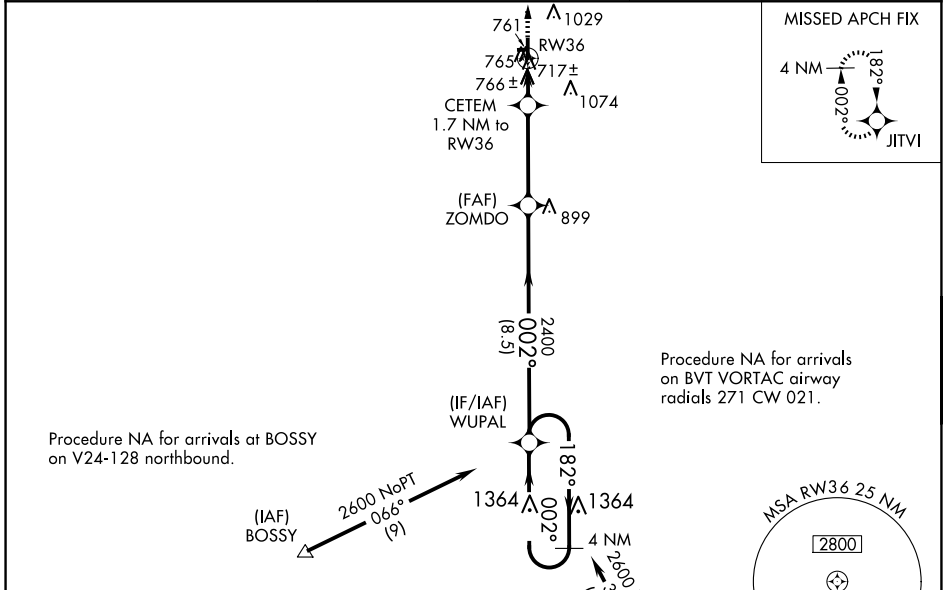 1029
761
RW36
765
717±
766±
1074
CETEM
1.7 NM to
RW36
(FAF)
ZOMDO
899
2400
002°
(8.5)
(IF/IAF)
WUPAL
182°
Procedure NA for arrivals at BOSSY
on V24-128 northbound.
2600 NoPT
066°
(9)
(IAF)
BOSSY
1364
002°
1364
4 NM
2600
Procedure NA for arrivals
on BVT VORTAC airway
radials 271 CW 021.
MISSED APCH FIX
4 NM
182°
002°
JITVI
MSA RW36 25 NM
2800